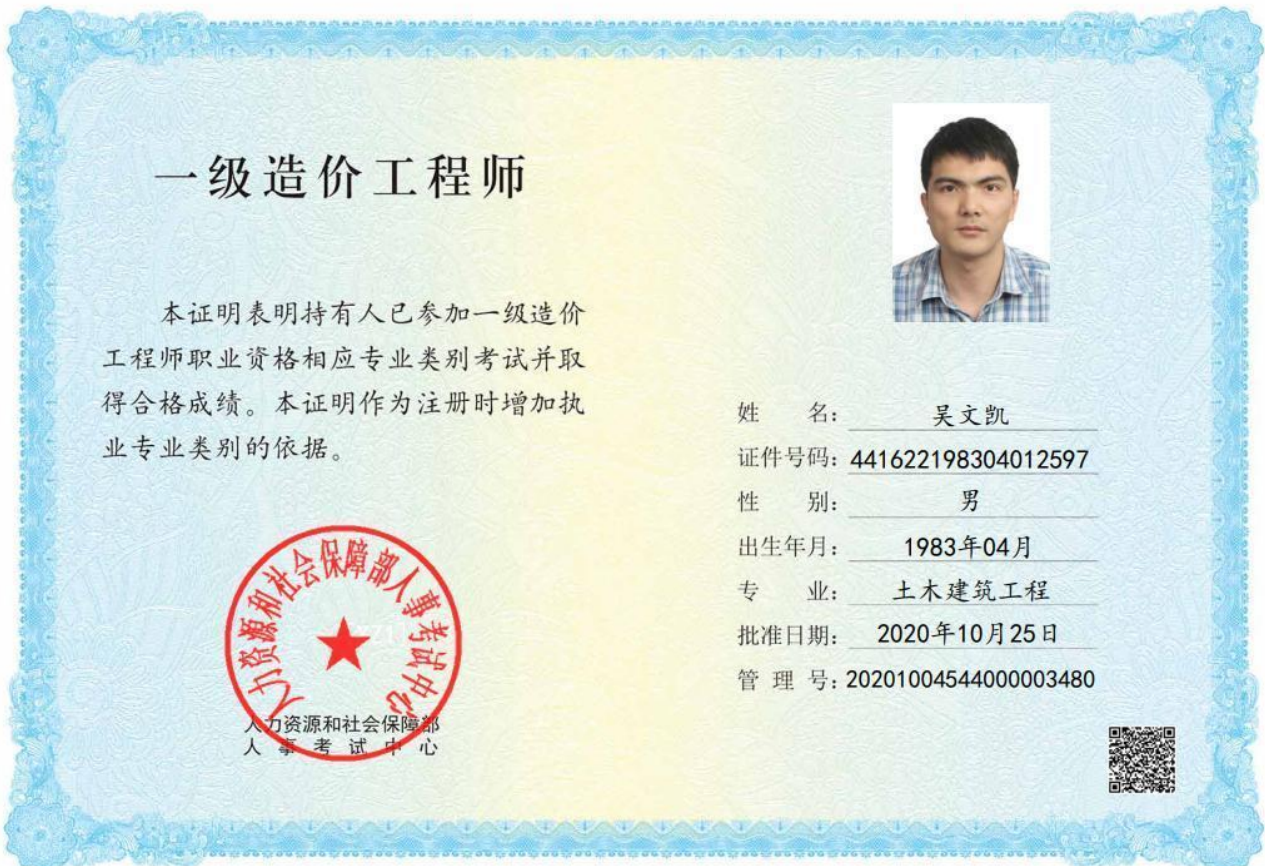 一级造价工程师
本证明表明持有人已参加一级造价
工程师职业资格相应专业类别考试并取
得合格成绩。本证明作为注册时增加执
业专业类别的依据。
人力资源和社会保障部人事考试中心
人力资源和社会保障部
人事考试中心
姓 名：吴文凯
证件号码：441622198304012597
性 别：男
出生年月：1983年04月
专 业：土木建筑工程
批准日期：2020年10月25日
管 理 号：20201004544000003480